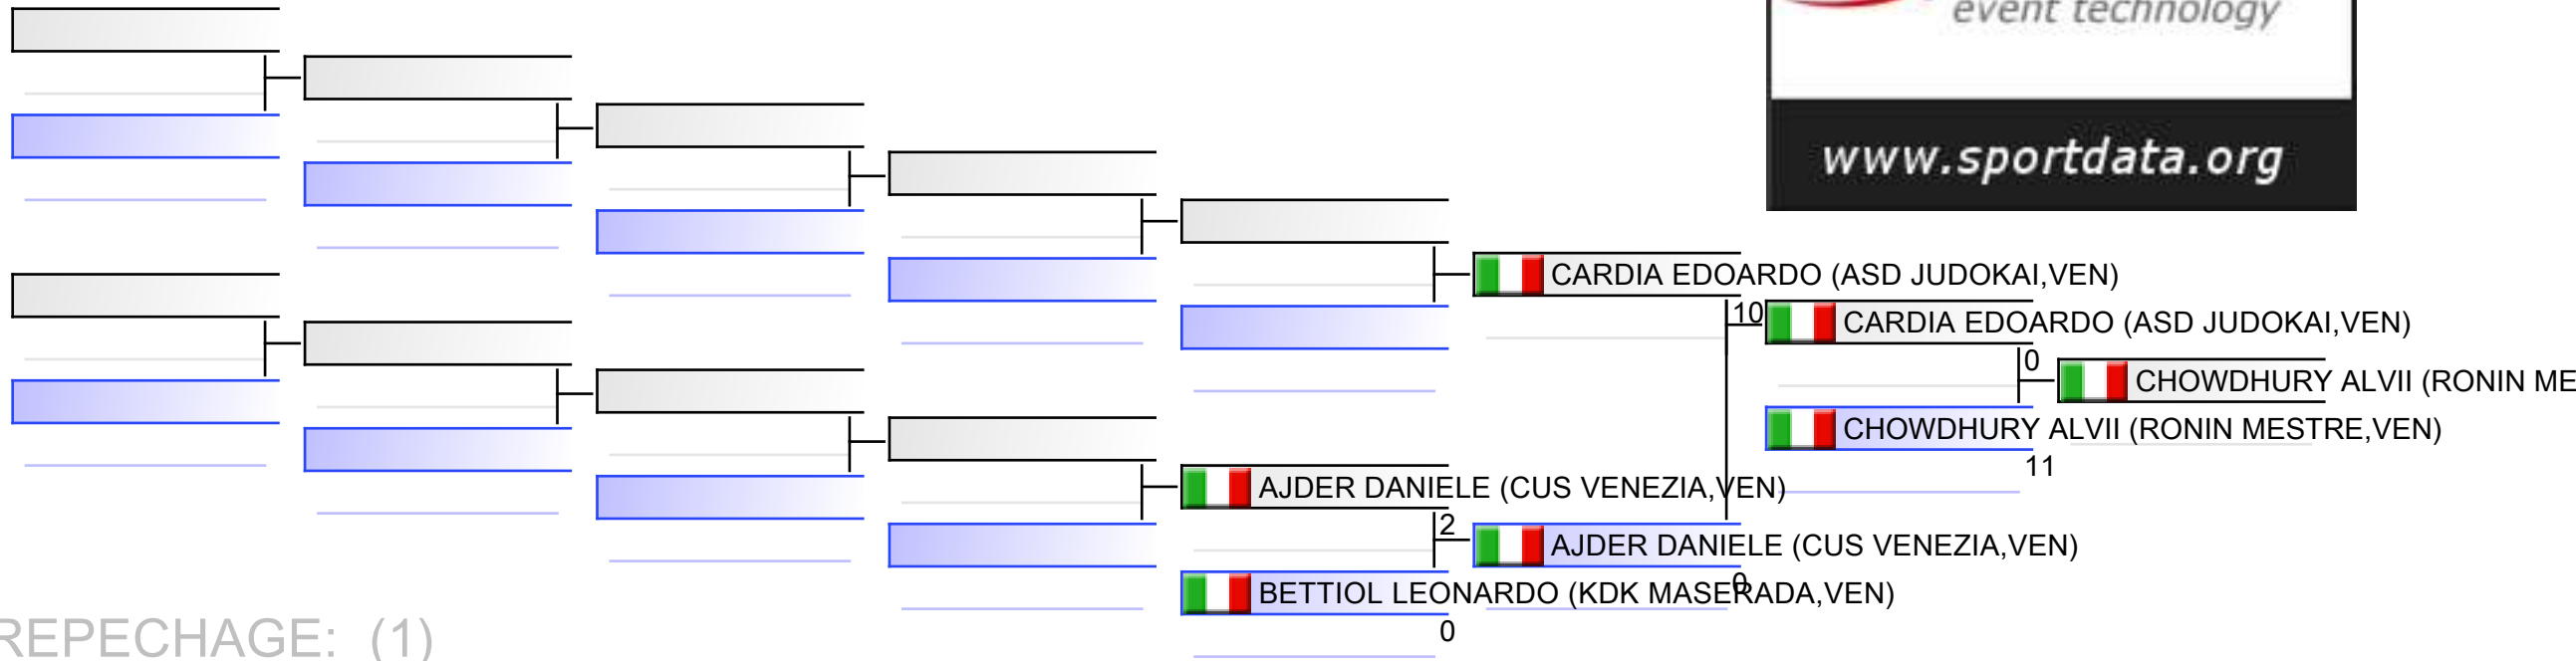 event technology
www.sportdata.org
CARDIA EDOARDO (ASD JUDOKAI,VEN)
10
CARDIA EDOARDO (ASD JUDOKAI,VEN)
0
CHOWDHURY ALVII (RONIN ME
CHOWDHURY ALVII (RONIN MESTRE,VEN)
11
AJDER DANIELE (CUS VENEZIA,VEN)
2
AJDER DANIELE (CUS VENEZIA,VEN)
0
BETTIOL LEONARDO (KDK MASERADA,VEN)
0
REPECHAGE: (1)